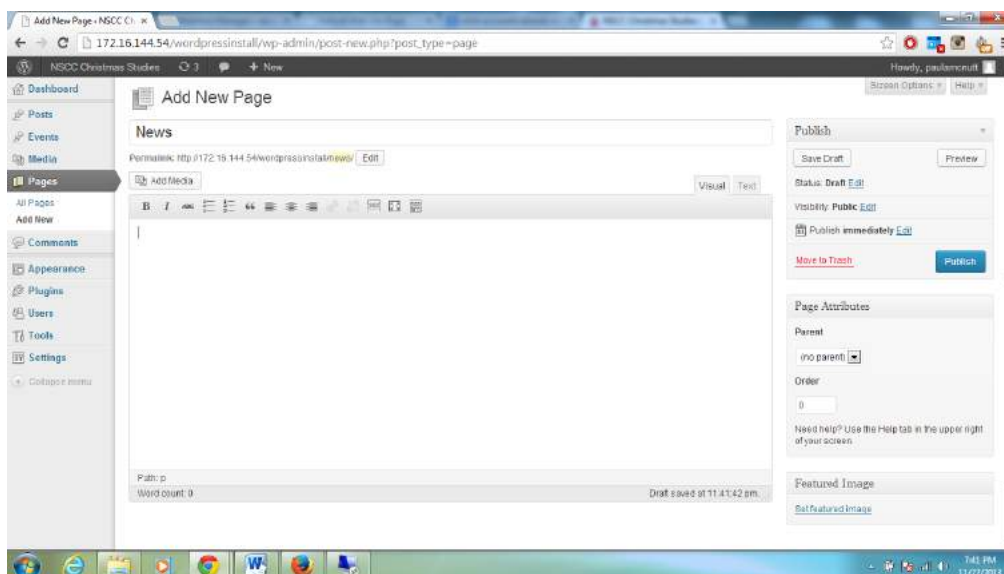 Add New Page ‹ NSCC Ch
172.16.144.54/wordpressinstall/wp-admin/post-new.php?post_type=page
NSCC Christmas Studies 3 + New Howdy, paulamcnutt
Screen Options Help
Dashboard
Posts
Events
Media
Pages
All Pages
Add New
Comments
Appearance
Plugins
Users
Tools
Settings
Collapse menu
Add New Page
News
Permalink: http://172.16.144.54/wordpressinstall/news/ Edit
Add Media
Visual Text
B I ABC
Path: p
Word count: 0 Draft saved at 11:41:42 pm.
Publish
Save Draft Preview
Status: Draft Edit
Visibility: Public Edit
Publish immediately Edit
Move to Trash Publish
Page Attributes
Parent
(no parent)
Order
0
Need help? Use the Help tab in the upper right
of your screen.
Featured Image
Set featured image
7:41 PM